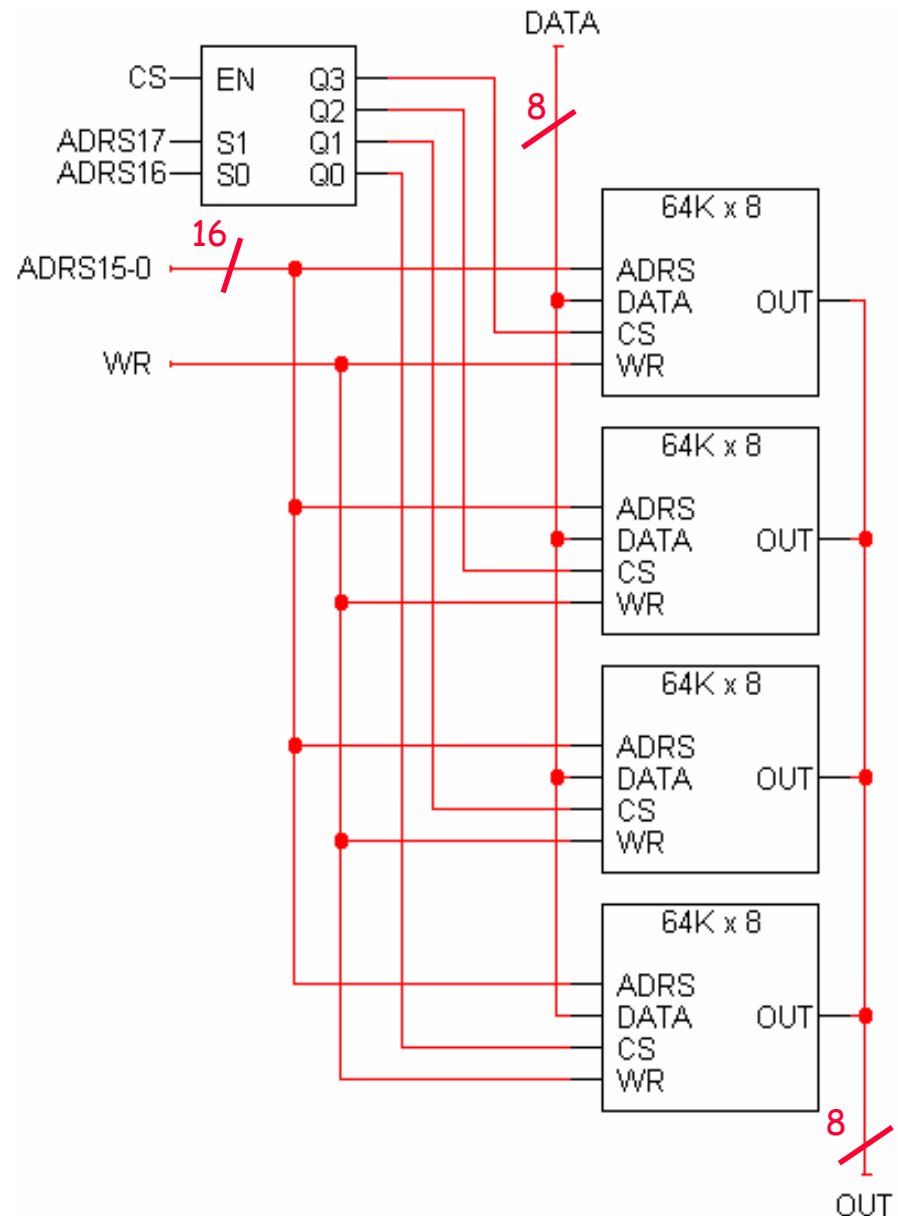 DATA
CS EN Q3
Q2
8
ADRS17 S1 Q1
ADRS16 S0 Q0
64K x 8
16
ADRS15-0
ADRS
DATA OUT
CS
WR
WR
64K x 8
ADRS
DATA OUT
CS
WR
64K x 8
ADRS
DATA OUT
CS
WR
64K x 8
ADRS
DATA OUT
CS
WR
8
OUT